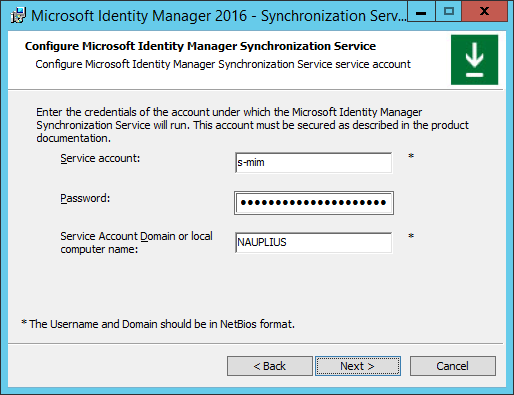 Microsoft Identity Manager 2016 - Synchronization Serv...
Configure Microsoft Identity Manager Synchronization Service
Configure Microsoft Identity Manager Synchronization Service service account
Enter the credentials of the account under which the Microsoft Identity Manager
Synchronization Service will run. This account must be secured as described in the product
documentation.
Service account:
s-mim
*
Password:
●●●●●●●●●●●●●●●●●●●●●
Service Account Domain or local
computer name:
NAUPLIUS
*
* The Username and Domain should be in NetBios format.
< Back
Next >
Cancel